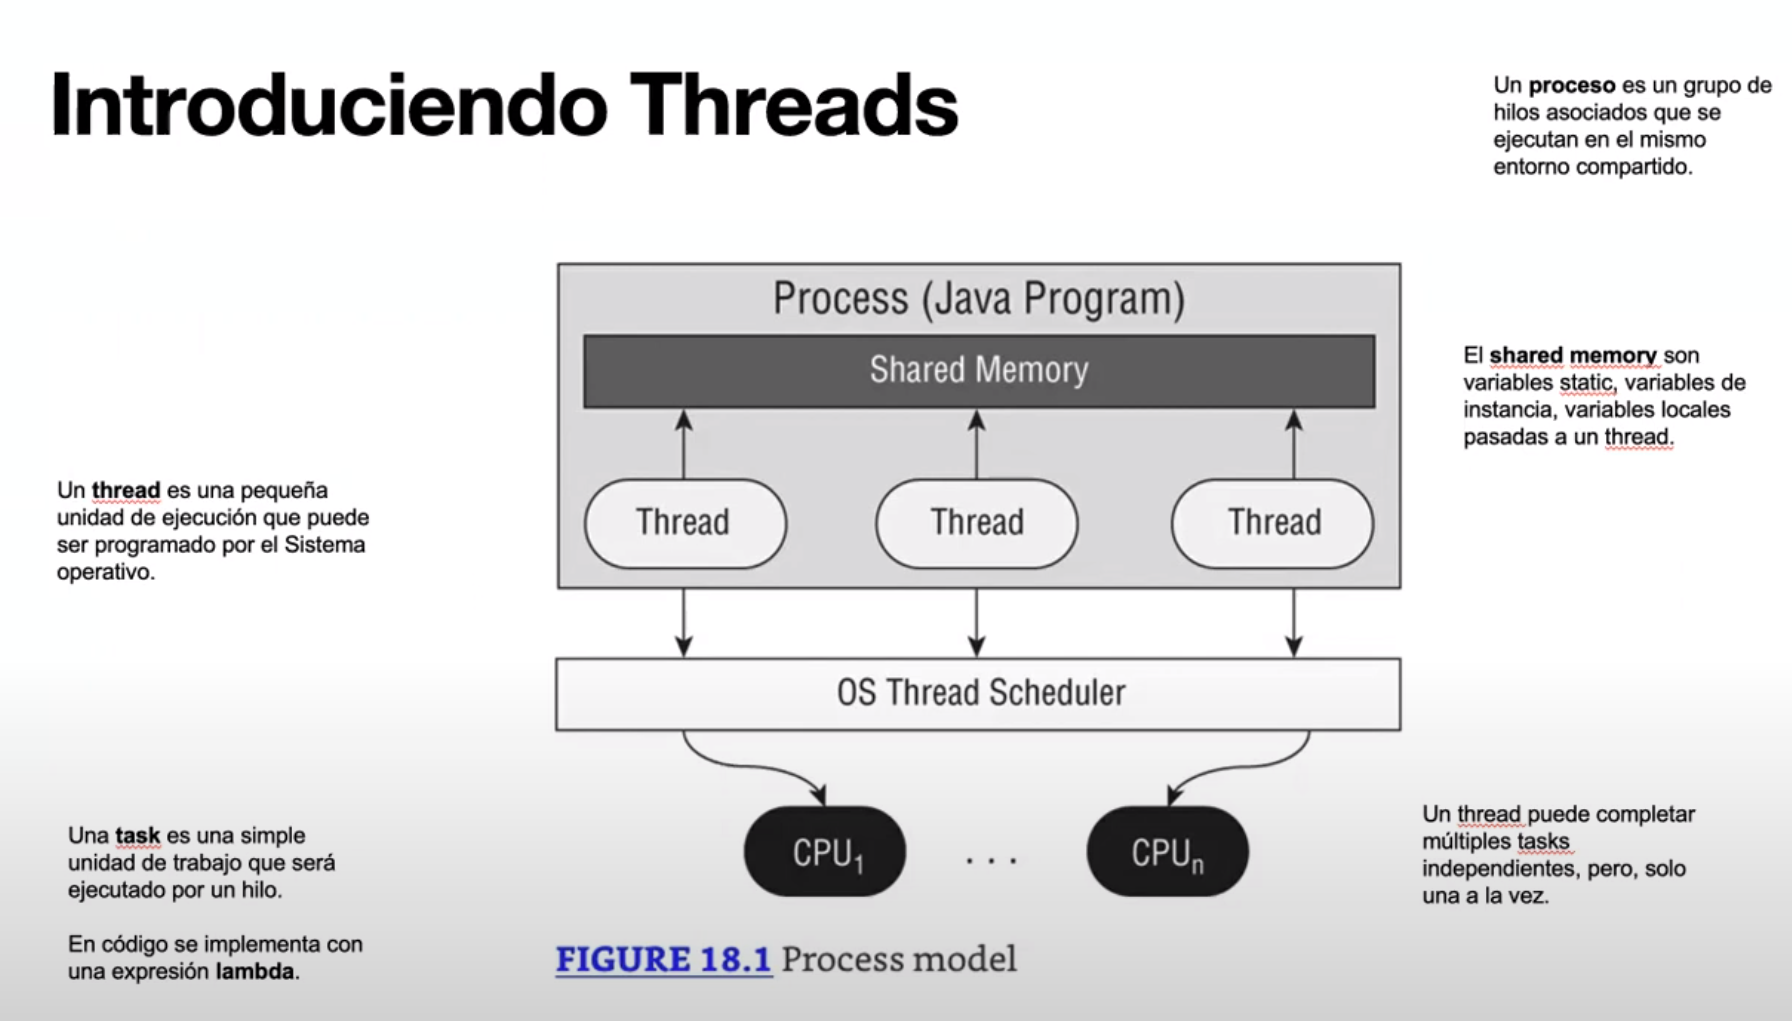 Introduciendo Threads
Un proceso es un grupo de
hilos asociados que se
ejecutan en el mismo
entorno compartido.
Process (Java Program)
Shared Memory
El shared memory son
variables static, variables de
instancia, variables locales
pasadas a un thread.
Un thread es una pequeña
unidad de ejecución que puede
ser programado por el Sistema
operativo.
Thread Thread Thread
OS Thread Scheduler
Una task es una simple
unidad de trabajo que será
ejecutado por un hilo.
En código se implementa con
una expresión lambda.
CPU1 . . . CPUn
Un thread puede completar
múltiples tasks
independientes, pero, solo
una a la vez.
FIGURE 18.1 Process model